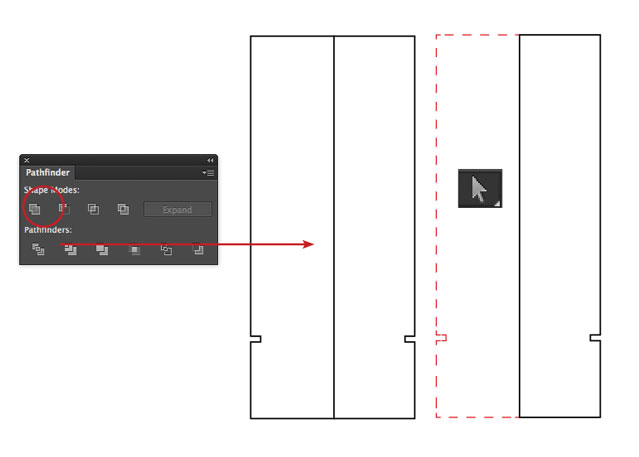 Pathfinder
Shape Modes:
Expand
Pathfinders: